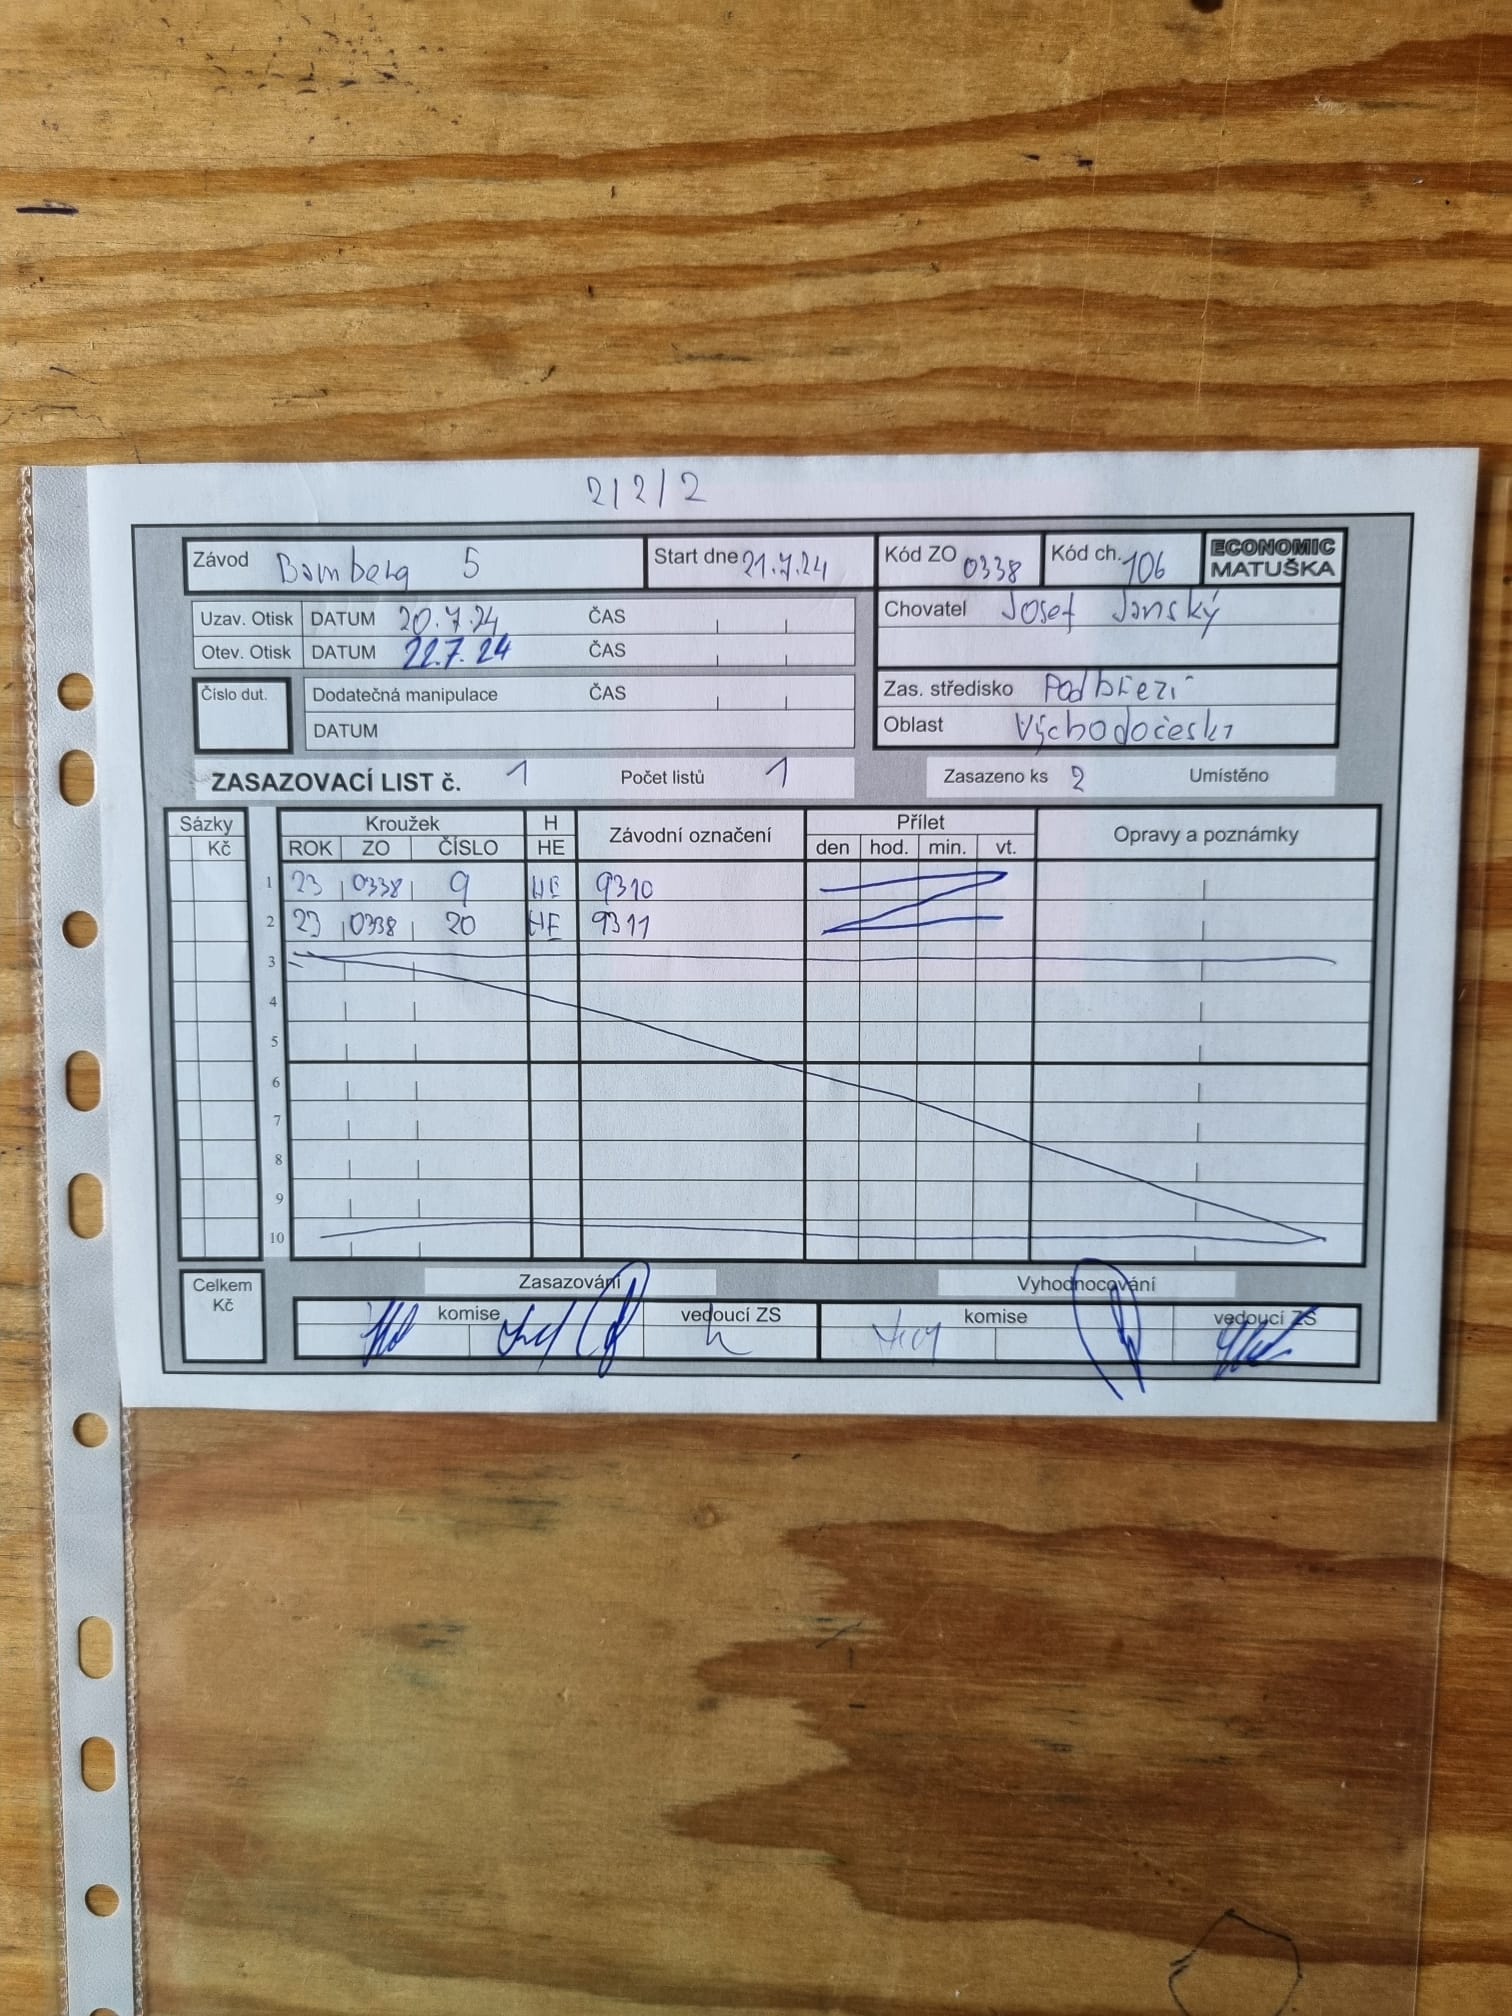 2/2/2
Závod Bamberg 5 Start dne 21.7.24 Kód ZO 0338 Kód ch. 106 ECONOMIC MATUŠKA
Uzav. Otisk DATUM 20.7.24 ČAS
Chovatel Josef Janský
Otev. Otisk DATUM 22.7.24 ČAS
Číslo dut. Dodatečná manipulace ČAS
Zas. středisko Podbřezí
DATUM
Oblast Východočeská
ZASAZOVACÍ LIST č. 1 Počet listů 1 Zasazeno ks 2 Umístěno
Sázky Kroužek H Závodní označení Přílet Opravy a poznámky
Kč ROK ZO ČÍSLO HE den hod. min. vt.
1 23 0338 9 HE 9310
2 23 0338 20 HE 9311
3
4
5
6
7
8
9
10
Celkem Kč Zasazování Vyhodnocování
komise vedoucí ZS komise vedoucí ZS